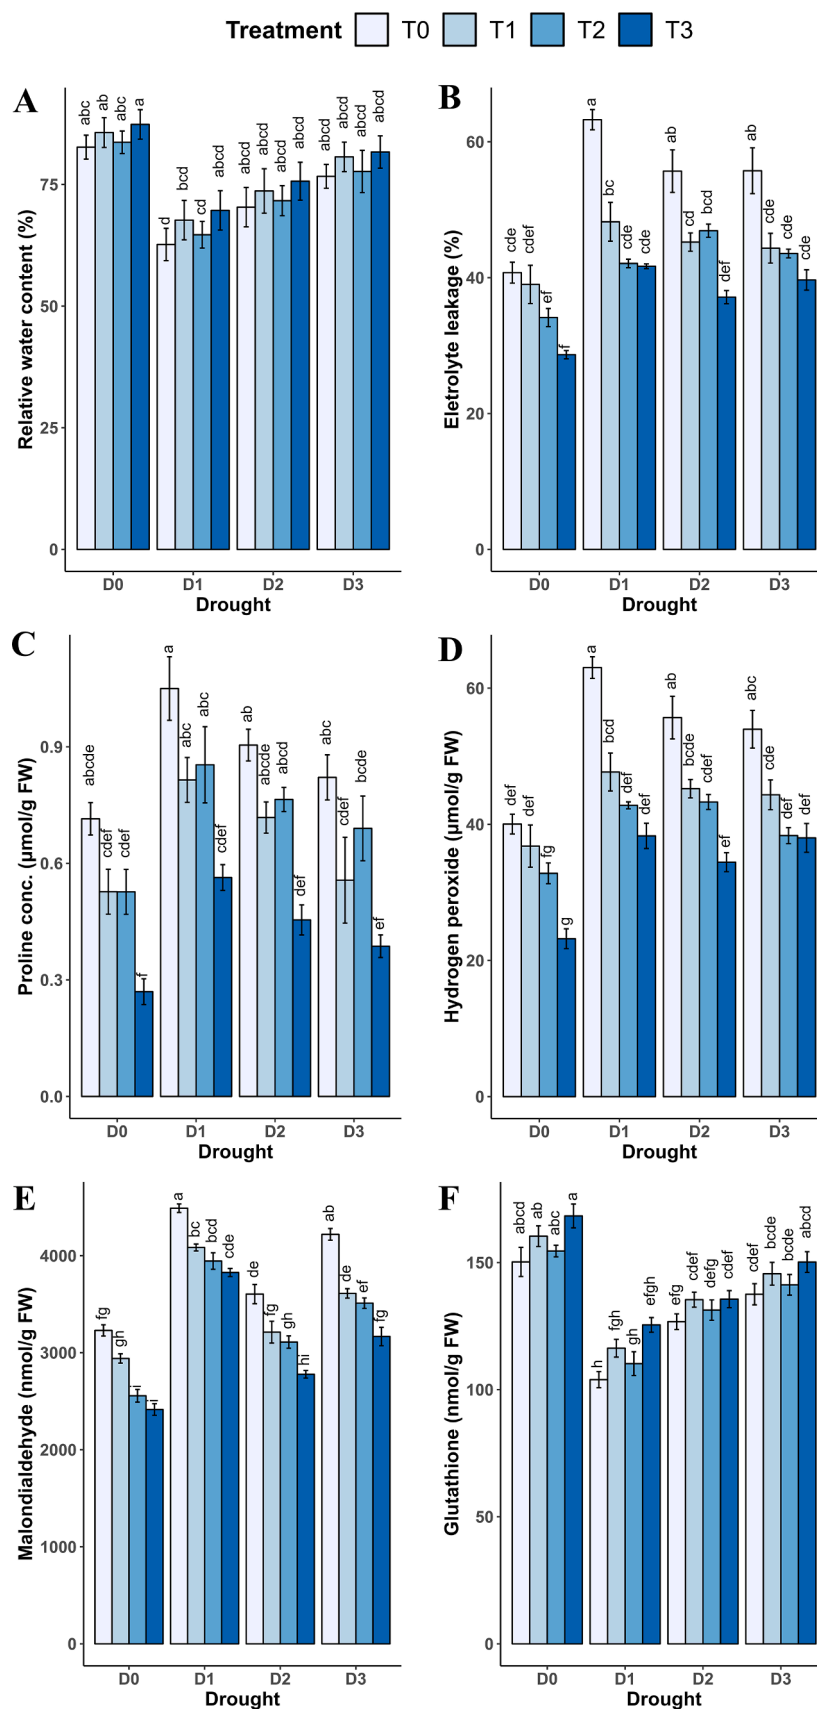 Treatment T0 T1 T2 T3
A
Relative water content (%)
75
50
25
0
abc ab abc a
d bcd cd abcd
abcd abcd abcd abcd
abcd abcd abcd abcd
D0 D1 D2 D3
Drought
B
Eletrolyte leakage (%)
60
40
20
0
cde cdef ef ff
a bc cde cde
ab cd bcd def
ab cde cde cde
D0 D1 D2 D3
Drought
C
Proline conc. (µmol/g FW)
0.9
0.6
0.3
0.0
abcde cdef cdef f
a abc abc cdef
ab abcde abcd def
abc cdef bcde ef
D0 D1 D2 D3
Drought
D
Hydrogen peroxide (µmol/g FW)
60
40
20
0
def def fg g
a bcd def def
ab bcde cdef ef
abc cde def def
D0 D1 D2 D3
Drought
E
Malondialdehyde (nmol/g FW)
4000
3000
2000
1000
0
fg gh
a bc bcd cde
de fg gh hi
ab de ef fg
D0 D1 D2 D3
Drought
F
Glutathione (nmol/g FW)
150
100
50
0
abcd ab abc a
h fgh gh efgh
efg cdef defg cdef
cdef bcde bcde abcd
D0 D1 D2 D3
Drought